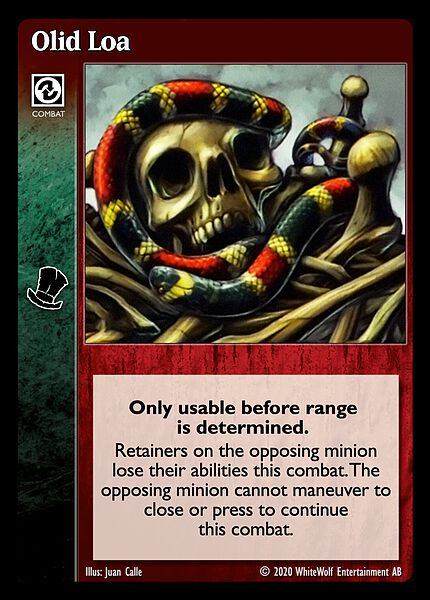 Olid Loa
COMBAT
Only usable before range
is determined.
Retainers on the opposing minion
lose their abilities this combat. The
opposing minion cannot maneuver to
close or press to continue
this combat.
Illus: Juan Calle
© 2020 WhiteWolf Entertainment AB